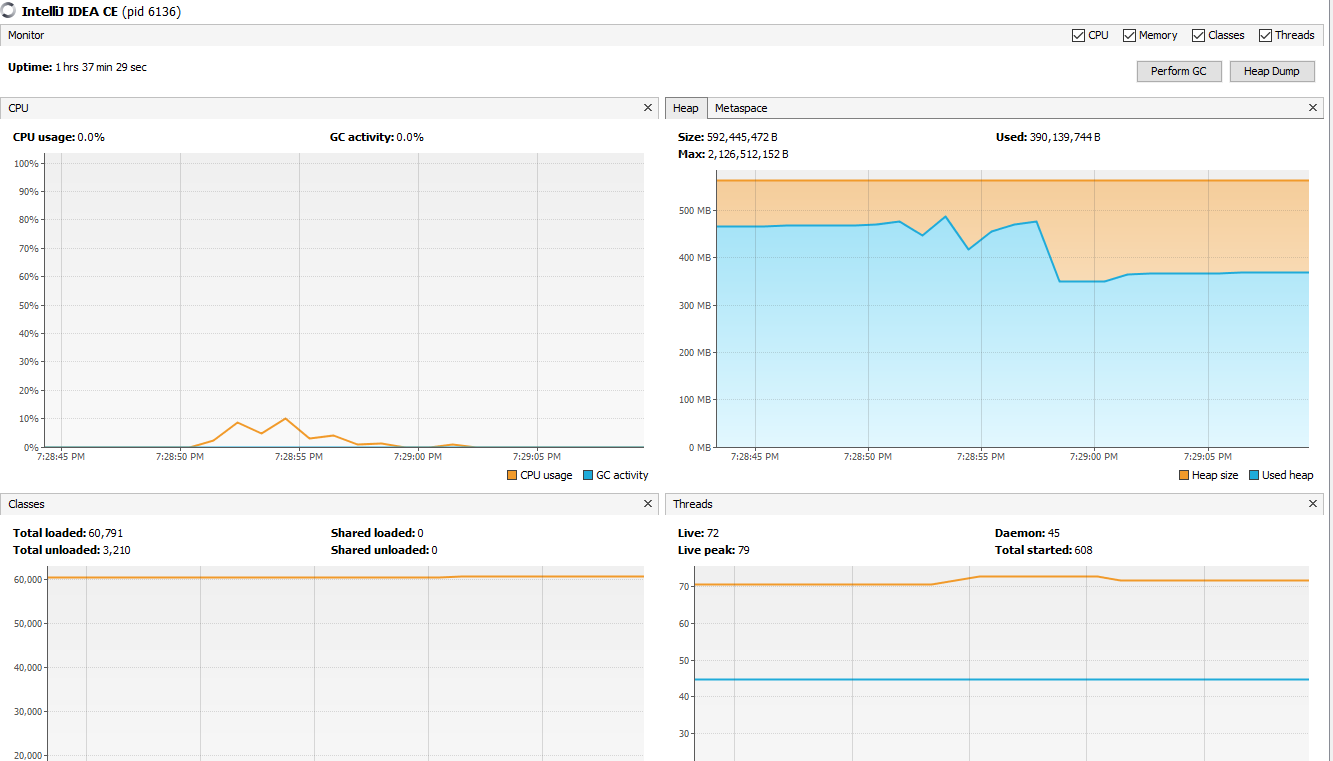 IntelliJ IDEA CE (pid 6136)
Monitor
CPU Memory Classes Threads
Uptime: 1 hrs 37 min 29 sec
Perform GC Heap Dump
CPU
CPU usage: 0.0% GC activity: 0.0%
100%
90%
80%
70%
60%
50%
40%
30%
20%
10%
0%
7:28:45 PM 7:28:50 PM 7:28:55 PM 7:29:00 PM 7:29:05 PM
CPU usage GC activity
Heap Metaspace
Size: 592,445,472 B Used: 390,139,744 B
Max: 2,126,512,152 B
500 MB
400 MB
300 MB
200 MB
100 MB
0 MB
7:28:45 PM 7:28:50 PM 7:28:55 PM 7:29:00 PM 7:29:05 PM
Heap size Used heap
Classes
Total loaded: 60,791 Shared loaded: 0
Total unloaded: 3,210 Shared unloaded: 0
60,000
50,000
40,000
30,000
20,000
Threads
Live: 72 Daemon: 45
Live peak: 79 Total started: 608
70
60
50
40
30